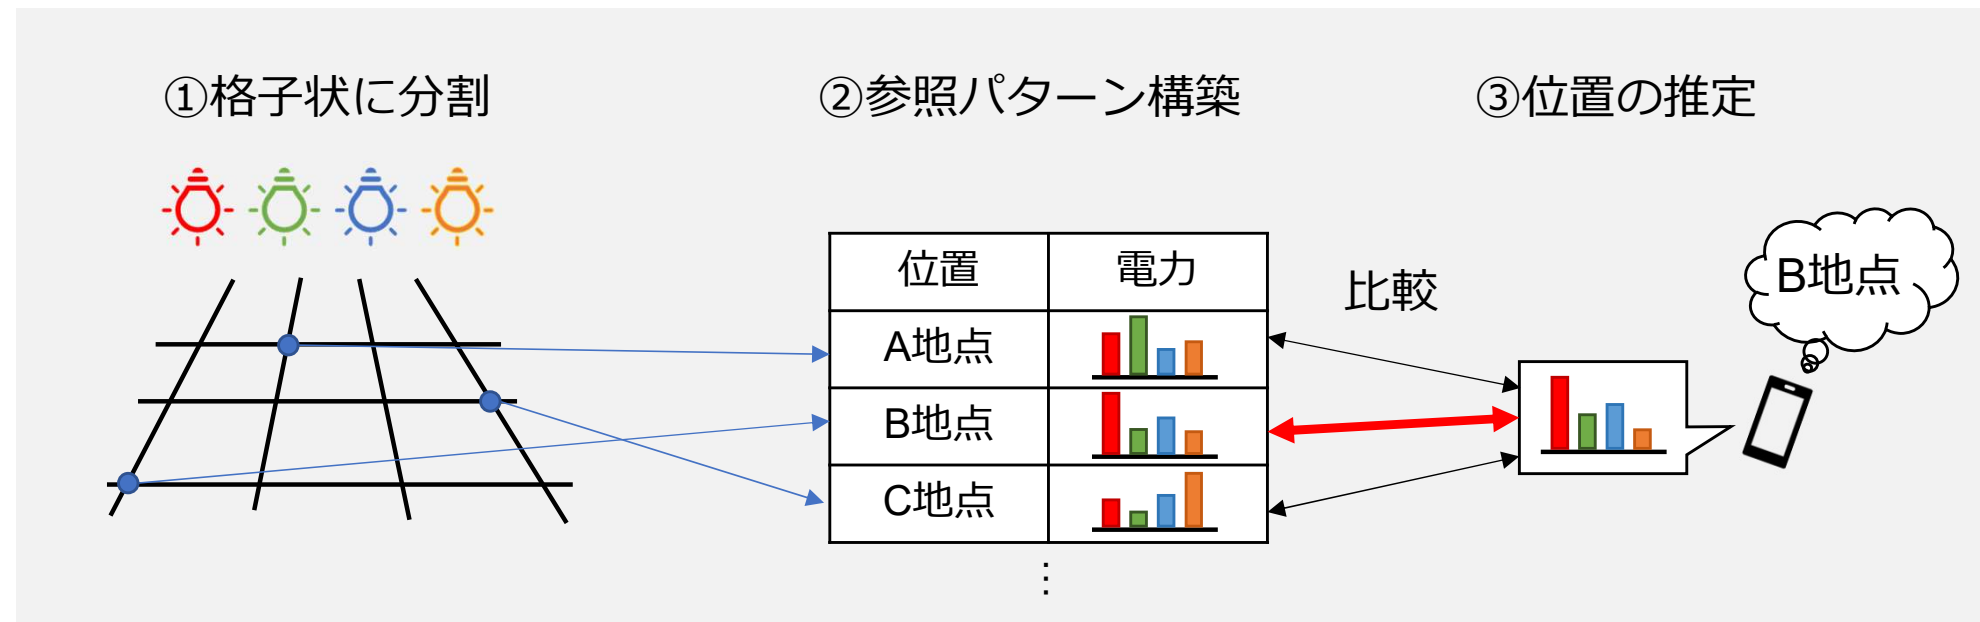 ①格子状に分割
②参照パターン構築
③位置の推定
位置
電力
A地点
B地点
C地点
⋮
比較
B地点